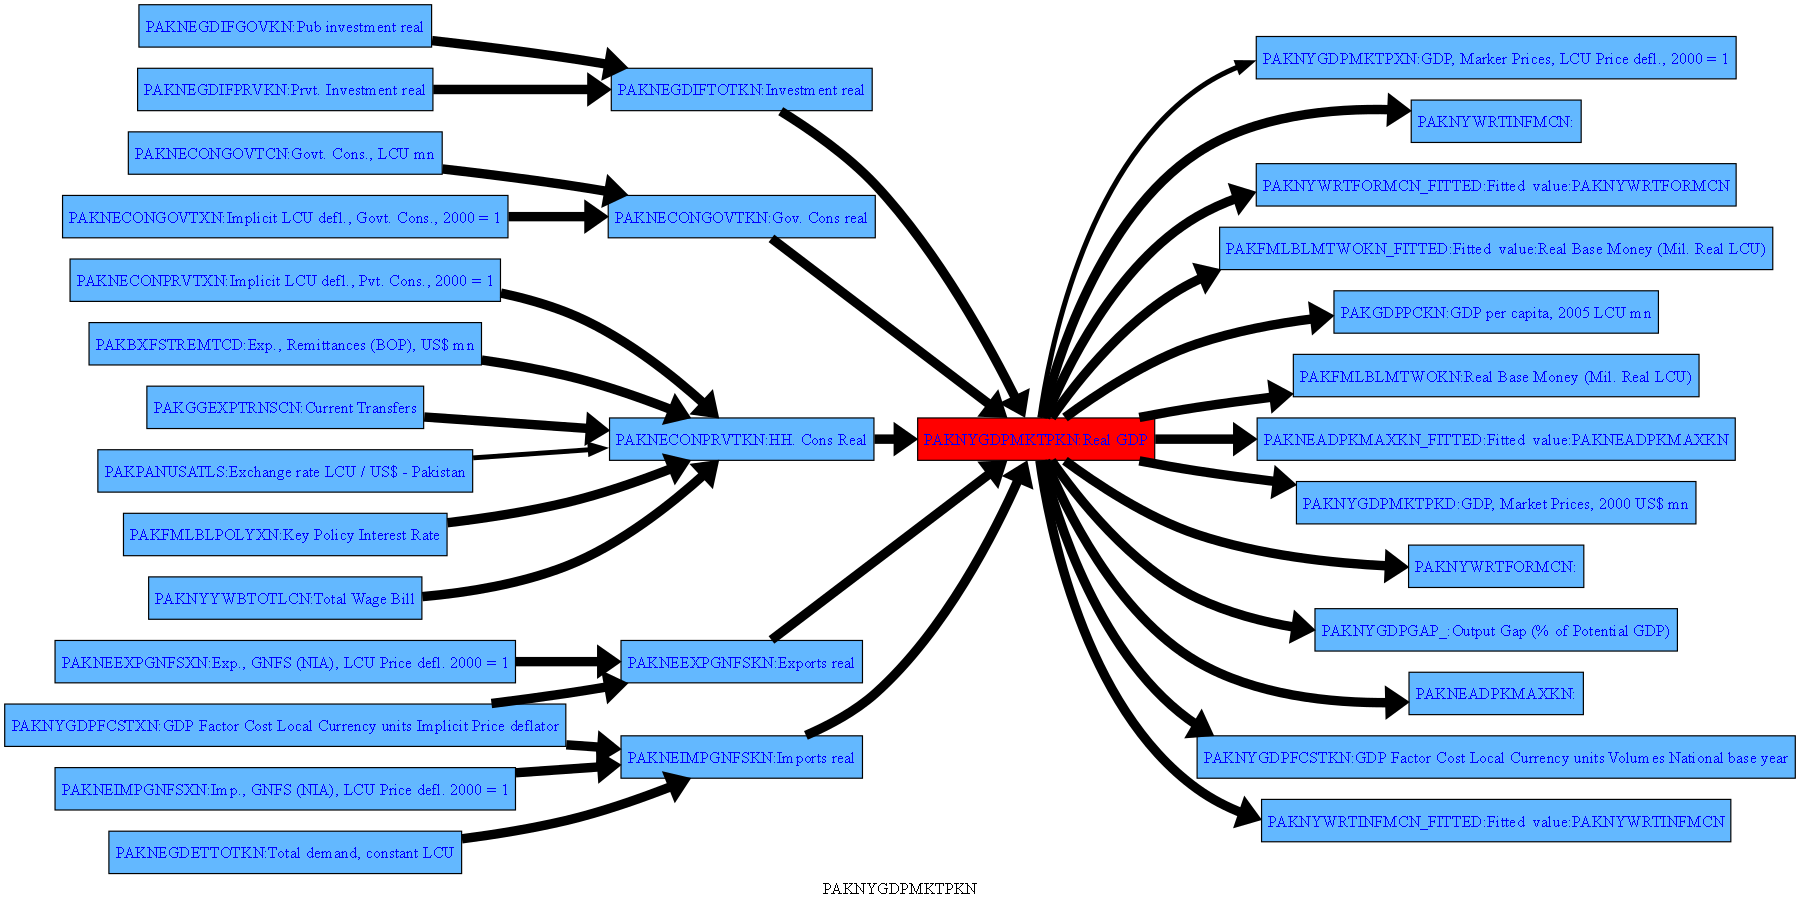 PAKNEGDIFGOVKN:Pub investment real
PAKNEGDIFPRVKN:Prvt. Investment real
PAKNECONGOVTCN:Govt. Cons., LCU mn
PAKNECONGOVTXN:Implicit LCU defl., Govt. Cons., 2000 = 1
PAKNECONPRVTXN:Implicit LCU defl., Pvt. Cons., 2000 = 1
PAKBXFSTREMTCD:Exp., Remittances (BOP), US$ mn
PAKGGEXPTRNSCN:Current Transfers
PAKPANUSATLS:Exchange rate LCU / US$ - Pakistan
PAKFMLBLPOLYXN:Key Policy Interest Rate
PAKNYYWBTOTLCN:Total Wage Bill
PAKNEEXPGNFSXN:Exp., GNFS (NIA), LCU Price defl. 2000 = 1
PAKNYGDPFCSTXN:GDP Factor Cost Local Currency units Implicit Price deflator
PAKNEIMPGNFSXN:Imp., GNFS (NIA), LCU Price defl. 2000 = 1
PAKNEGDETTOTKN:Total demand, constant LCU
PAKNEGDIFTOTKN:Investment real
PAKNECONGOVTKN:Gov. Cons real
PAKNECONPRVTKN:HH. Cons Real
PAKNEEXPGNFSKN:Exports real
PAKNEIMPGNFSKN:Imports real
PAKNYGDPMKTPKN:Real GDP
PAKNYGDPMKTPXN:GDP, Marker Prices, LCU Price defl., 2000 = 1
PAKNYWRTINFMCN:
PAKNYWRTFORMCN_FITTED:Fitted value:PAKNYWRTFORMCN
PAKFMLBLMTWOKN_FITTED:Fitted value:Real Base Money (Mil. Real LCU)
PAKGDPPCKN:GDP per capita, 2005 LCU mn
PAKFMLBLMTWOKN:Real Base Money (Mil. Real LCU)
PAKNEADPKMAXKN_FITTED:Fitted value:PAKNEADPKMAXKN
PAKNYGDPMKTPKD:GDP, Market Prices, 2000 US$ mn
PAKNYWRTFORMCN:
PAKNYGDPGAP_:Output Gap (% of Potential GDP)
PAKNEADPKMAXKN:
PAKNYGDPFCSTKN:GDP Factor Cost Local Currency units Volumes National base year
PAKNYWRTINFMCN_FITTED:Fitted value:PAKNYWRTINFMCN
PAKNYGDPMKTPKN